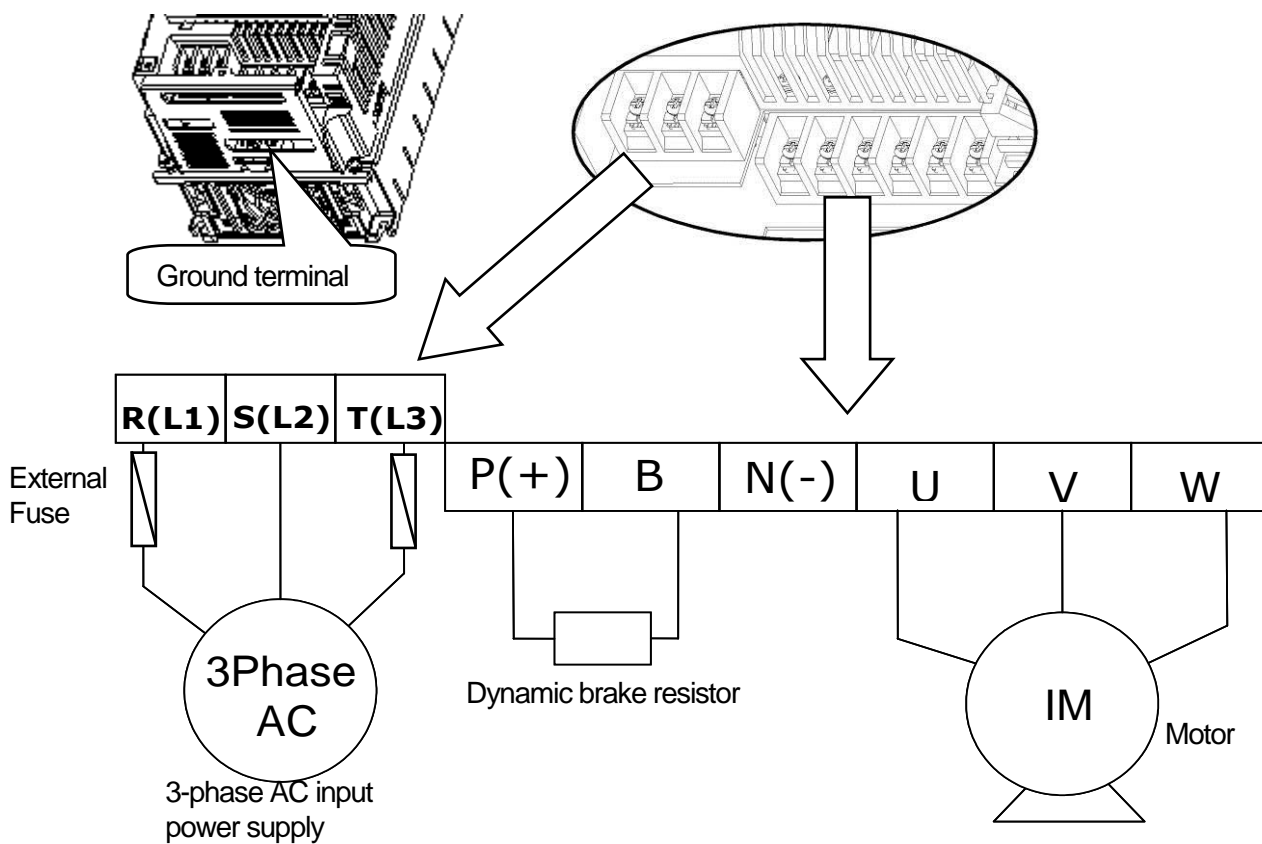 Ground terminal
R(L1) S(L2) T(L3)
P(+) B N(-) U V W
External
Fuse
3Phase
AC
3-phase AC input
power supply
Dynamic brake resistor
IM
Motor